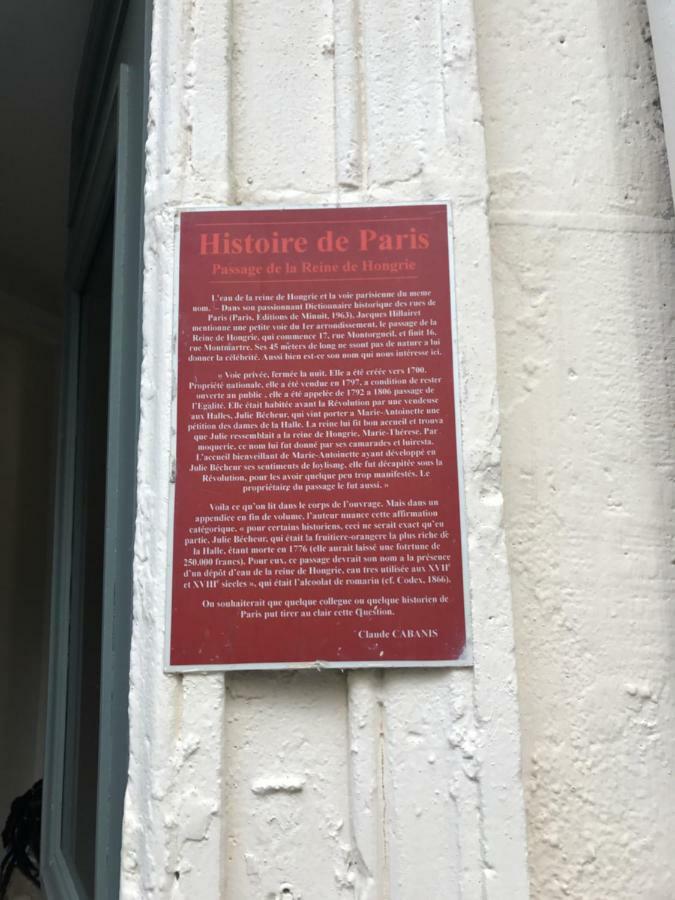 Histoire de Paris
Passage de la Reine de Hongrie
L'eau de la reine de Hongrie et la voie parisienne du meme
nom. – Dans son passionnant Dictionnaire historique des rues de
Paris (Paris, Editions de Minuit, 1963), Jacques Hillairet
mentionne une petite voie du 1er arrondissement, le passage de la
Reine de Hongrie, qui commence 17, rue Montorgueil, et finit 16,
rue Montmartre. Ses 45 meters de long ne ssont pas de nature a lui
donner la célébrité. Aussi bien est-ce son nom qui nous intéresse ici.
« Voie privée, fermée la nuit. Elle a été créée vers 1700.
Propriété nationale, elle a été vendue en 1797, a condition de rester
ouverte au public . elle a été appelée de 1792 a 1806 passage de
l'Egalité. Elle était habitée avant la Révolution par une vendeuse
aux Halles, Julie Bécheur, qui vint porter a Marie-Antoinette une
pétition des dames de la Halle. La reine lui fit bon accueil et trouva
que Julie ressemblait a la reine de Hongrie, Marie-Thérese. Par
moquerie, ce nom lui fut donné par ses camarades et luiresta.
L'accueil bienveillant de Marie-Antoinette ayant développé en
Julie Bécheur ses sentiments de loylisme, elle fut décapitée sous la
Révolution, pour les avoir quelque peu trop manifestés. Le
propriétaire du passage le fut aussi. »
Voila ce qu'on lit dans le corps de l'ouvrage. Mais dans un
appendice en fin de volume, l'auteur nuance cette affirmation
catégorique. « pour certains historiens, ceci ne serait exact qu'en
partie, Julie Bécheur, qui était la fruitiere-orangere la plus riche de
la Halle, étant morte en 1776 (elle aurait laissé une fotrtune de
250.000 francs). Pour eux, ce passage devrait son nom a la présence
d'un dépôt d'eau de la reine de Hongrie, eau tres utilisée aux XVIIe
et XVIIIe siecles », qui était l'alcoolat de romarin (cf. Codex, 1866).
On souhaiterait que quelque collegue ou quelque historien de
Paris put tirer au clair cette Question.
Claude CABANIS